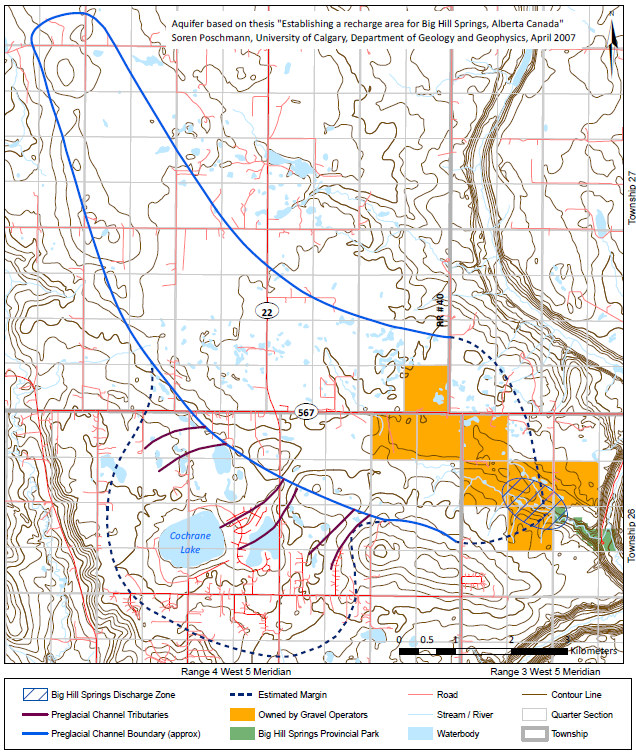 Aquifer based on thesis "Establishing a recharge area for Big Hill Springs, Alberta Canada"
Soren Poschmann, University of Calgary, Department of Geology and Geophysics, April 2007
Township 27
RR # 40
22
567
Cochrane
Lake
Township 26
0 0.5 1 2 3
Kilometers
Range 4 West 5 Meridian Range 3 West 5 Meridian
Big Hill Springs Discharge Zone Estimated Margin Road Contour Line
Preglacial Channel Tributaries Owned by Gravel Operators Stream / River Quarter Section
Preglacial Channel Boundary (approx) Big Hill Springs Provincial Park Waterbody Township